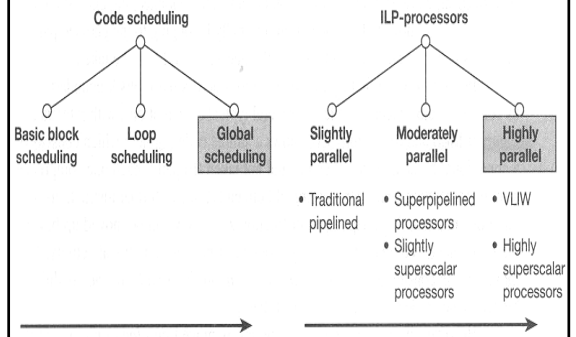 Code scheduling
Basic block
scheduling
Loop
scheduling
Global
scheduling
ILP-processors
Slightly
parallel
Moderately
parallel
Highly
parallel
• Traditional
pipelined
• Superpipelined
processors
• Slightly
superscalar
processors
• VLIW
• Highly
superscalar
processors